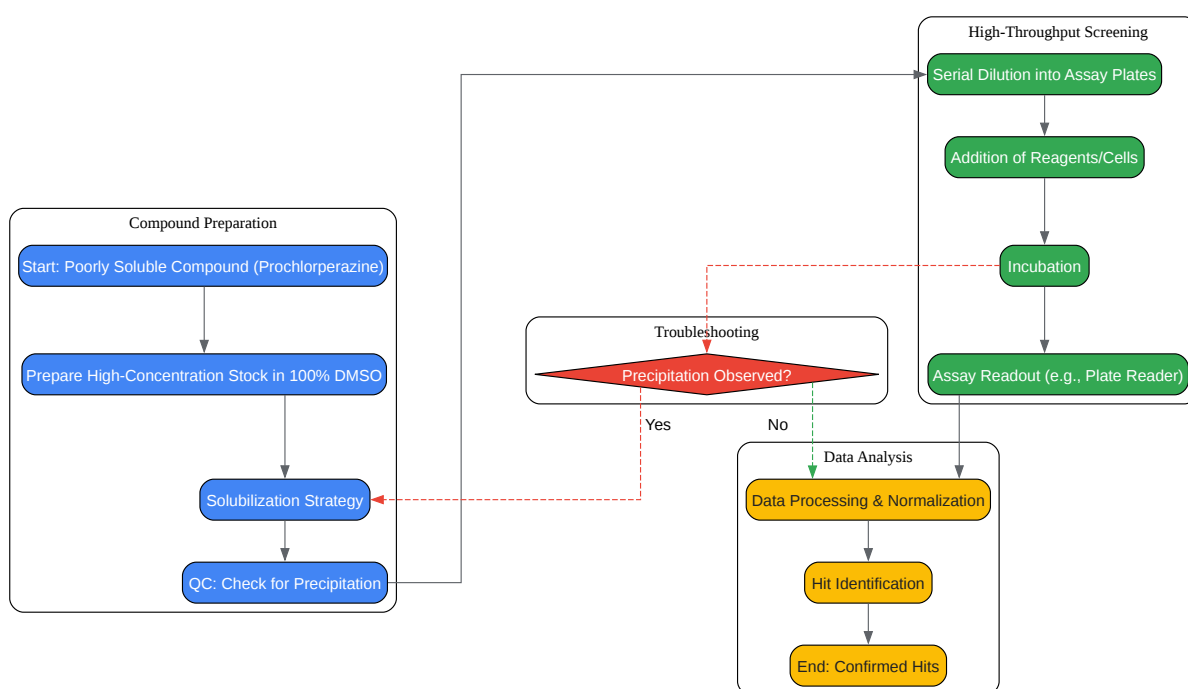 High-Throughput Screening
Serial Dilution into Assay Plates
Addition of Reagents/Cells
Incubation
Assay Readout (e.g., Plate Reader)
Compound Preparation
Start: Poorly Soluble Compound (Prochlorperazine)
Prepare High-Concentration Stock in 100% DMSO
Solubilization Strategy
QC: Check for Precipitation
Troubleshooting
Precipitation Observed?
Yes
No
Data Analysis
Data Processing & Normalization
Hit Identification
End: Confirmed Hits